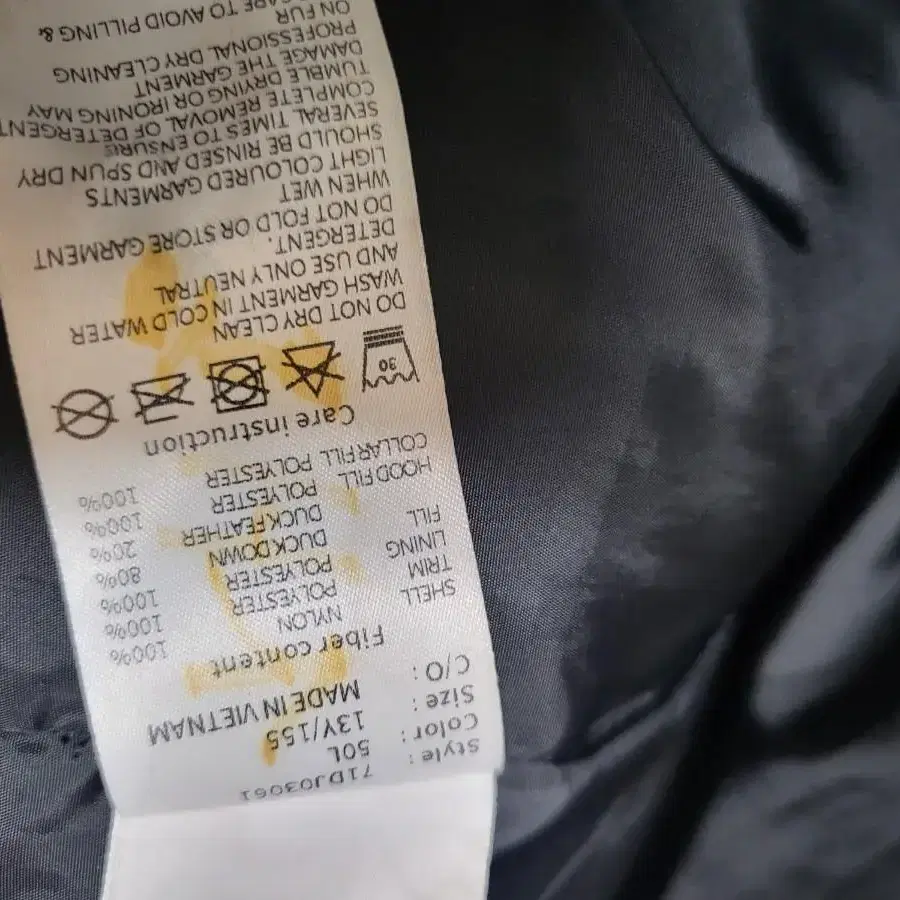 Style : 71DJ03061
Color : 50L
Size : 13Y/155
C/O : MADE IN VIETNAM
Fiber content
SHELL NYLON 100%
TRIM POLYESTER 100%
LINING POLYESTER 100%
FILL DUCK DOWN 80%
DUCK FEATHER 20%
HOOD FILL POLYESTER 100%
COLLAR FILL POLYESTER 100%
Care instruction
30
DO NOT DRY CLEAN
WASH GARMENT IN COLD WATER
AND USE ONLY NEUTRAL
DETERGENT.
DO NOT FOLD OR STORE GARMENT
WHEN WET
LIGHT COLOURED GARMENTS
SHOULD BE RINSED AND SPUN DRY
SEVERAL TIMES TO ENSURE
COMPLETE REMOVAL OF DETERGENT
TUMBLE DRYING OR IRONING MAY
DAMAGE THE GARMENT
PROFESSIONAL DRY CLEANING
ON FUR
CARE TO AVOID PILLING &